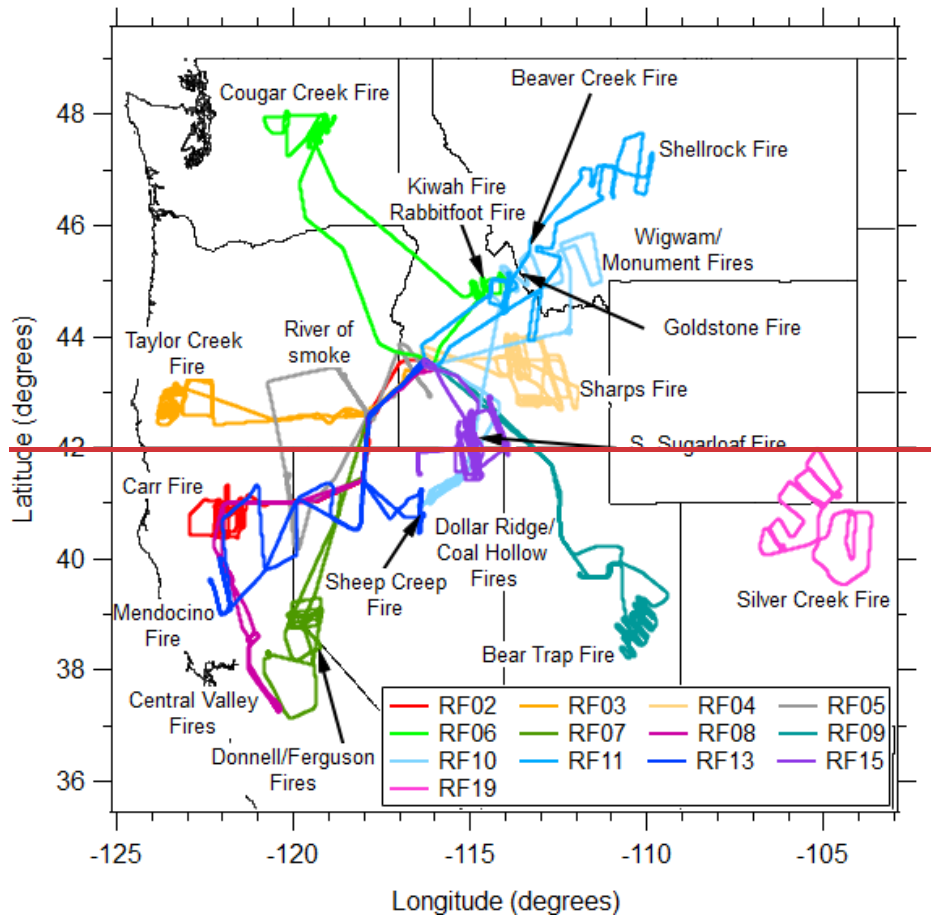 Beaver Creek Fire
Cougar Creek Fire
48
Shellrock Fire
Kiwah Fire
Rabbitfoot Fire
46
Wigwam/
Monument Fires
Latitude (degrees)
44
River of
smoke
Goldstone Fire
Taylor Creek
Fire
Sharps Fire
42
S. Sugarloaf Fire
Carr Fire
Dollar Ridge/
Coal Hollow
Fires
40
Sheep Creep
Fire
Silver Creek Fire
Mendocino
Fire
38
Bear Trap Fire
Central Valley
Fires
Donnell/Ferguson
Fires
36
RF02 RF03 RF04 RF05
RF06 RF07 RF08 RF09
RF10 RF11 RF13 RF15
RF19
-125 -120 -115 -110 -105
Longitude (degrees)